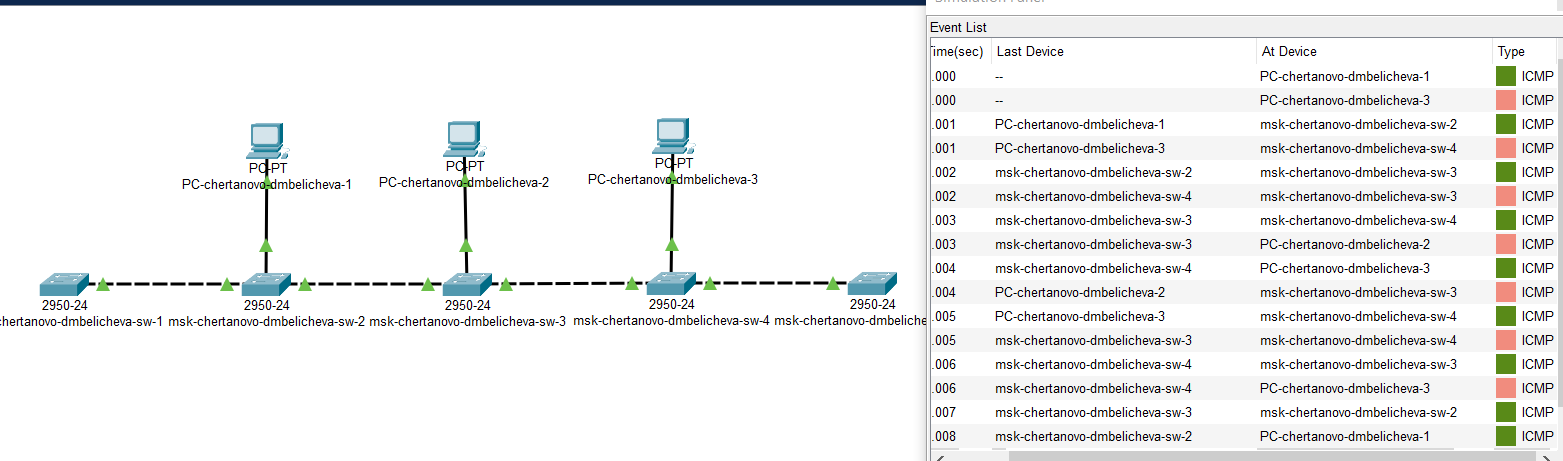 Simulation Panel
Event List
Time(sec) Last Device At Device Type
.000 -- PC-chertanovo-dmbelicheva-1 ICMP
.000 -- PC-chertanovo-dmbelicheva-3 ICMP
.001 PC-chertanovo-dmbelicheva-1 msk-chertanovo-dmbelicheva-sw-2 ICMP
.001 PC-chertanovo-dmbelicheva-3 msk-chertanovo-dmbelicheva-sw-4 ICMP
.002 msk-chertanovo-dmbelicheva-sw-2 msk-chertanovo-dmbelicheva-sw-3 ICMP
.002 msk-chertanovo-dmbelicheva-sw-4 msk-chertanovo-dmbelicheva-sw-3 ICMP
.003 msk-chertanovo-dmbelicheva-sw-3 msk-chertanovo-dmbelicheva-sw-4 ICMP
.003 msk-chertanovo-dmbelicheva-sw-3 PC-chertanovo-dmbelicheva-2 ICMP
.004 msk-chertanovo-dmbelicheva-sw-4 PC-chertanovo-dmbelicheva-3 ICMP
.004 PC-chertanovo-dmbelicheva-2 msk-chertanovo-dmbelicheva-sw-3 ICMP
.005 PC-chertanovo-dmbelicheva-3 msk-chertanovo-dmbelicheva-sw-4 ICMP
.005 msk-chertanovo-dmbelicheva-sw-3 msk-chertanovo-dmbelicheva-sw-4 ICMP
.006 msk-chertanovo-dmbelicheva-sw-4 msk-chertanovo-dmbelicheva-sw-3 ICMP
.006 msk-chertanovo-dmbelicheva-sw-4 PC-chertanovo-dmbelicheva-3 ICMP
.007 msk-chertanovo-dmbelicheva-sw-3 msk-chertanovo-dmbelicheva-sw-2 ICMP
.008 msk-chertanovo-dmbelicheva-sw-2 PC-chertanovo-dmbelicheva-1 ICMP
PC-PT
PC-chertanovo-dmbelicheva-1
PC-PT
PC-chertanovo-dmbelicheva-2
PC-PT
PC-chertanovo-dmbelicheva-3
2950-24
chertanovo-dmbelicheva-sw-1
2950-24
msk-chertanovo-dmbelicheva-sw-2
2950-24
msk-chertanovo-dmbelicheva-sw-3
2950-24
msk-chertanovo-dmbelicheva-sw-4
2950-24
msk-chertanovo-dmbeliche